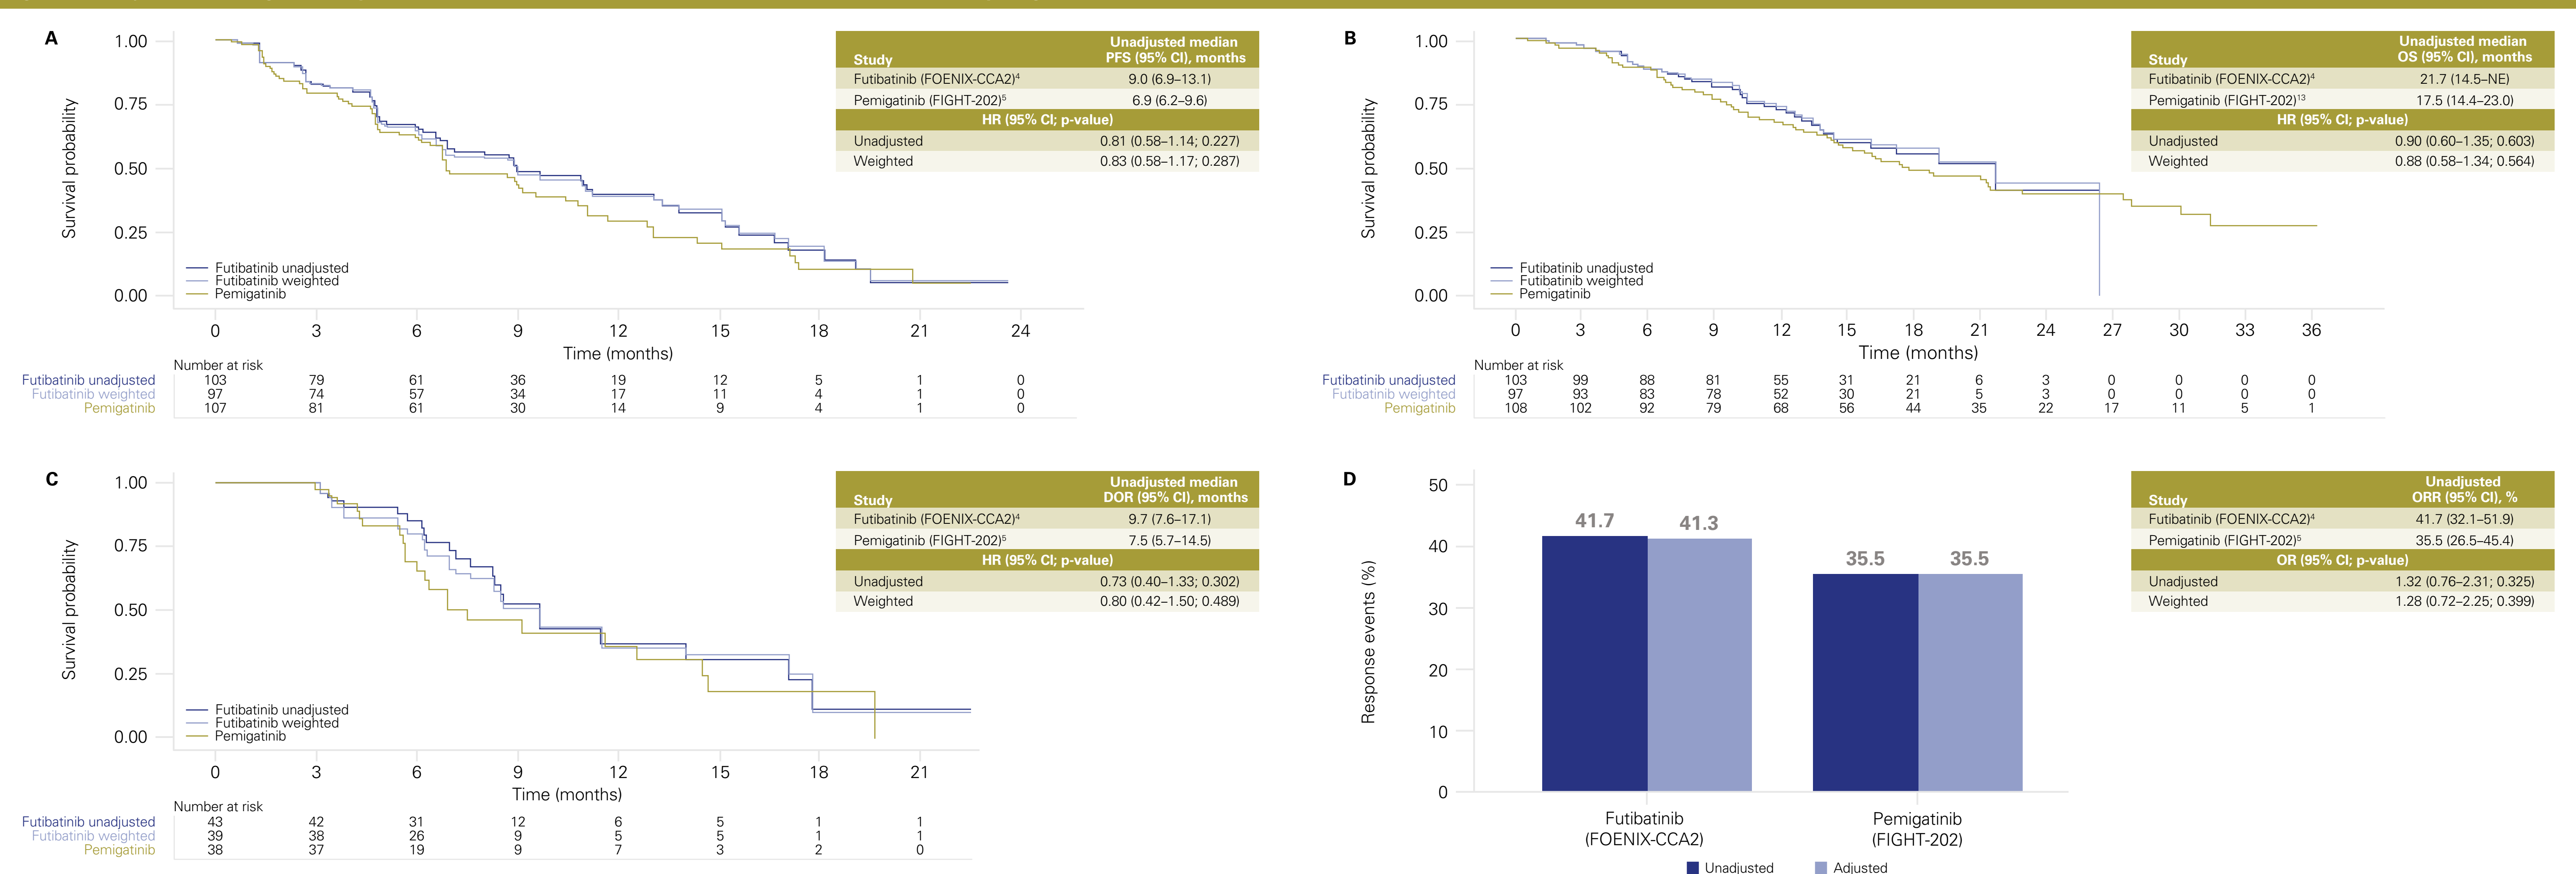 A
1.00
0.75
0.50
0.25
0.00
Survival probability
Futibatinib unadjusted
Futibatinib weighted
Pemigatinib
0 3 6 9 12 15 18 21 24
Time (months)
Study Unadjusted median PFS (95% CI), months
Futibatinib (FOENIX-CCA2)⁴ 9.0 (6.9–13.1)
Pemigatinib (FIGHT-202)⁵ 6.9 (6.2–9.6)
HR (95% CI; p-value)
Unadjusted 0.81 (0.58–1.14; 0.227)
Weighted 0.83 (0.58–1.17; 0.287)
Number at risk
Futibatinib unadjusted 103 79 61 36 19 12 5 1 0
Futibatinib weighted 97 74 57 34 17 11 4 1 0
Pemigatinib 107 81 61 30 14 9 4 1 0
B
1.00
0.75
0.50
0.25
0.00
Survival probability
Futibatinib unadjusted
Futibatinib weighted
Pemigatinib
0 3 6 9 12 15 18 21 24 27 30 33 36
Time (months)
Study Unadjusted median OS (95% CI), months
Futibatinib (FOENIX-CCA2)⁴ 21.7 (14.5–NE)
Pemigatinib (FIGHT-202)¹³ 17.5 (14.4–23.0)
HR (95% CI; p-value)
Unadjusted 0.90 (0.60–1.35; 0.603)
Weighted 0.88 (0.58–1.34; 0.564)
Number at risk
Futibatinib unadjusted 103 99 88 81 55 31 21 6 3 0 0 0 0
Futibatinib weighted 97 93 83 78 52 30 21 5 3 0 0 0 0
Pemigatinib 108 102 92 79 68 56 44 35 22 17 11 5 1
C
1.00
0.75
0.50
0.25
0.00
Survival probability
Futibatinib unadjusted
Futibatinib weighted
Pemigatinib
0 3 6 9 12 15 18 21
Time (months)
Study Unadjusted median DOR (95% CI), months
Futibatinib (FOENIX-CCA2)⁴ 9.7 (7.6–17.1)
Pemigatinib (FIGHT-202)⁵ 7.5 (5.7–14.5)
HR (95% CI; p-value)
Unadjusted 0.73 (0.40–1.33; 0.302)
Weighted 0.80 (0.42–1.50; 0.489)
Number at risk
Futibatinib unadjusted 43 42 31 12 6 5 1 1
Futibatinib weighted 39 38 26 9 5 5 1 1
Pemigatinib 38 37 19 9 7 3 2 0
D
50
40
30
20
10
0
Response events (%)
41.7 41.3 35.5 35.5
Futibatinib (FOENIX-CCA2)
Pemigatinib (FIGHT-202)
Unadjusted Adjusted
Study Unadjusted ORR (95% CI), %
Futibatinib (FOENIX-CCA2)⁴ 41.7 (32.1–51.9)
Pemigatinib (FIGHT-202)⁵ 35.5 (26.5–45.4)
OR (95% CI; p-value)
Unadjusted 1.32 (0.76–2.31; 0.325)
Weighted 1.28 (0.72–2.25; 0.399)